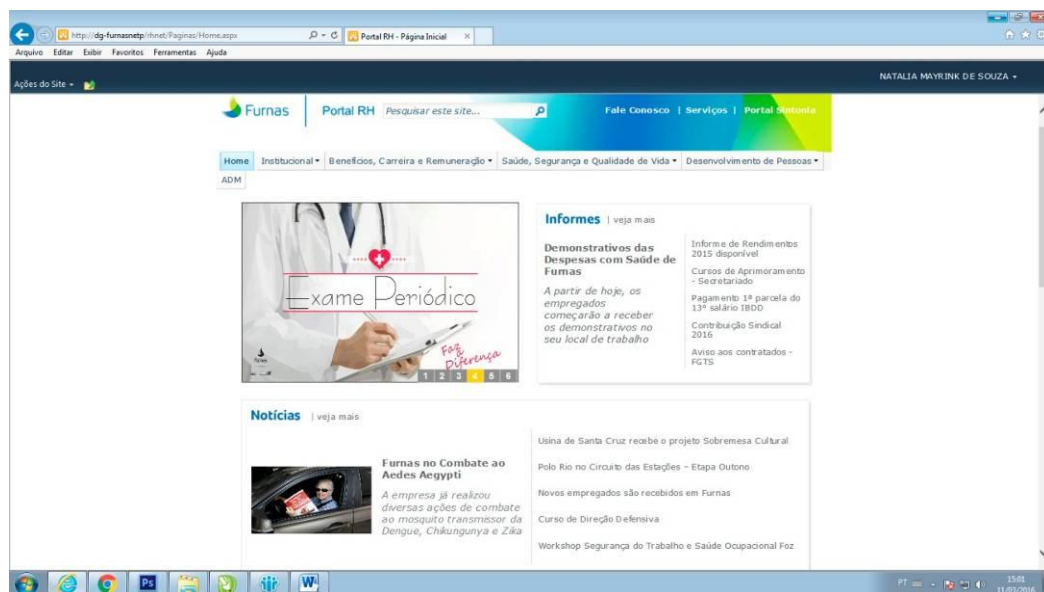 http://dg-furnasnetp/rhnet/Paginas/Home.aspx
Portal RH - Página Inicial
Arquivo Editar Exibir Favoritos Ferramentas Ajuda
Ações do Site
NATALIA MAYRINK DE SOUZA
Furnas
Portal RH
Pesquisar este site...
Fale Conosco | Serviços | Portal Sintonia
Home Institucional Benefícios, Carreira e Remuneração Saúde, Segurança e Qualidade de Vida Desenvolvimento de Pessoas
ADM
Exame Periódico
Faz
Diferença
Furnas
1 2 3 4 5 6
Informes | veja mais
Demonstrativos das
Despesas com Saúde de
Furnas
A partir de hoje, os
empregados
começarão a receber
os demonstrativos no
seu local de trabalho
Informe de Rendimentos
2015 disponível
Cursos de Aprimoramento
- Secretariado
Pagamento 1ª parcela do
13º salário IBDD
Contribuição Sindical
2016
Aviso aos contratados -
FGTS
Notícias | veja mais
Furnas no Combate ao
Aedes Aegypti
A empresa já realizou
diversas ações de combate
ao mosquito transmissor da
Dengue, Chikungunya e Zika
Usina de Santa Cruz recebe o projeto Sobremesa Cultural
Polo Rio no Circuito das Estações - Etapa Outono
Novos empregados são recebidos em Furnas
Curso de Direção Defensiva
Workshop Segurança do Trabalho e Saúde Ocupacional Foz
Ps
W
PT
15:01
11/03/2016